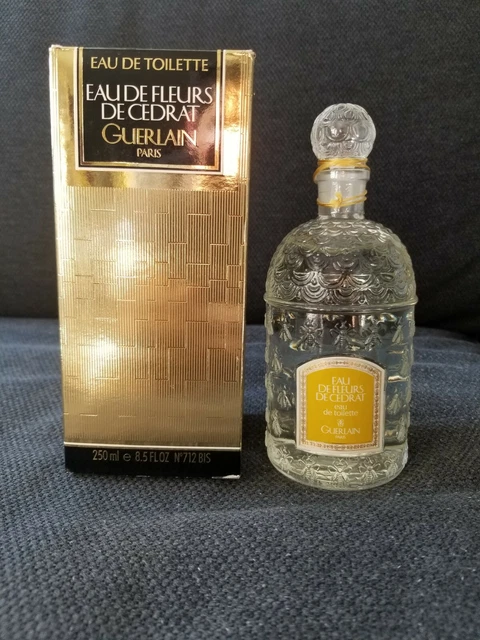 EAU DE TOILETTE
EAU DE FLEURS
DE CEDRAT
GUERLAIN
PARIS
250 ml e 8.5 FL OZ N°712 BIS
EAU
DE FLEURS
DE CEDRAT
eau
de toilette
GUERLAIN
PARIS